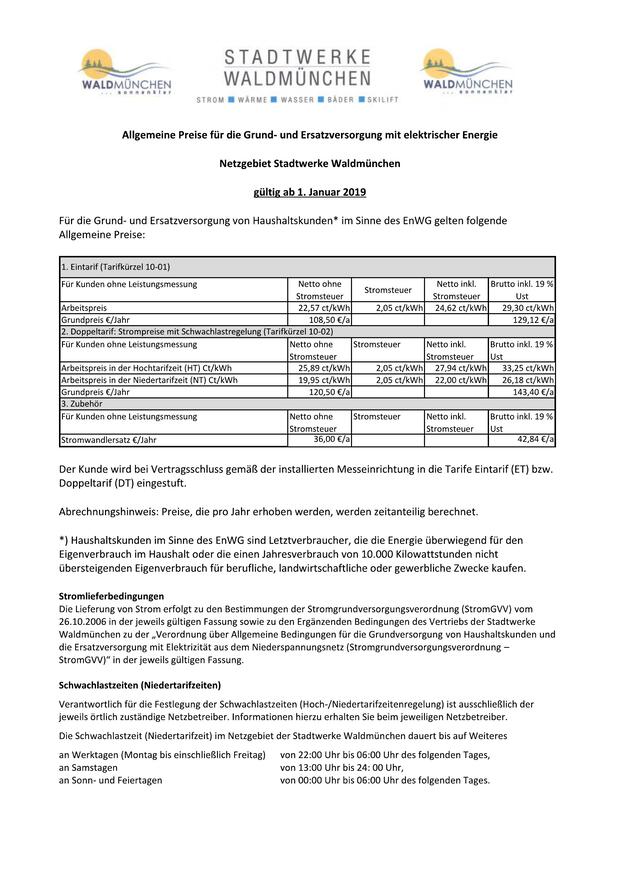 WALDMÜNCHEN
... sonnenklar
STADTWERKE
WALDMÜNCHEN
STROM WÄRME WASSER BÄDER SKILIFT
WALDMÜNCHEN
... sonnenklar
Allgemeine Preise für die Grund- und Ersatzversorgung mit elektrischer Energie
Netzgebiet Stadtwerke Waldmünchen
gültig ab 1. Januar 2019
Für die Grund- und Ersatzversorgung von Haushaltskunden* im Sinne des EnWG gelten folgende
Allgemeine Preise:
1. Eintarif (Tarifkürzel 10-01)
Für Kunden ohne Leistungsmessung Netto ohne Stromsteuer Stromsteuer Netto inkl. Stromsteuer Brutto inkl. 19 % Ust
Arbeitspreis 22,57 ct/kWh 2,05 ct/kWh 24,62 ct/kWh 29,30 ct/kWh
Grundpreis €/Jahr 108,50 €/a 129,12 €/a
2. Doppeltarif: Strompreise mit Schwachlastregelung (Tarifkürzel 10-02)
Für Kunden ohne Leistungsmessung Netto ohne Stromsteuer Stromsteuer Netto inkl. Stromsteuer Brutto inkl. 19 % Ust
Arbeitspreis in der Hochtarifzeit (HT) Ct/kWh 25,89 ct/kWh 2,05 ct/kWh 27,94 ct/kWh 33,25 ct/kWh
Arbeitspreis in der Niedertarifzeit (NT) Ct/kWh 19,95 ct/kWh 2,05 ct/kWh 22,00 ct/kWh 26,18 ct/kWh
Grundpreis €/Jahr 120,50 €/a 143,40 €/a
3. Zubehör
Für Kunden ohne Leistungsmessung Netto ohne Stromsteuer Stromsteuer Netto inkl. Stromsteuer Brutto inkl. 19 % Ust
Stromwandlersatz €/Jahr 36,00 €/a 42,84 €/a
Der Kunde wird bei Vertragsschluss gemäß der installierten Messeinrichtung in die Tarife Eintarif (ET) bzw.
Doppeltarif (DT) eingestuft.
Abrechnungshinweis: Preise, die pro Jahr erhoben werden, werden zeitanteilig berechnet.
*) Haushaltskunden im Sinne des EnWG sind Letztverbraucher, die die Energie überwiegend für den
Eigenverbrauch im Haushalt oder die einen Jahresverbrauch von 10.000 Kilowattstunden nicht
übersteigenden Eigenverbrauch für berufliche, landwirtschaftliche oder gewerbliche Zwecke kaufen.
Stromlieferbedingungen
Die Lieferung von Strom erfolgt zu den Bestimmungen der Stromgrundversorgungsverordnung (StromGVV) vom
26.10.2006 in der jeweils gültigen Fassung sowie zu den Ergänzenden Bedingungen des Vertriebs der Stadtwerke
Waldmünchen zu der „Verordnung über Allgemeine Bedingungen für die Grundversorgung von Haushaltskunden und
die Ersatzversorgung mit Elektrizität aus dem Niederspannungsnetz (Stromgrundversorgungsverordnung –
StromGVV)“ in der jeweils gültigen Fassung.
Schwachlastzeiten (Niedertarifzeiten)
Verantwortlich für die Festlegung der Schwachlastzeiten (Hoch-/Niedertarifzeitenregelung) ist ausschließlich der
jeweils örtlich zuständige Netzbetreiber. Informationen hierzu erhalten Sie beim jeweiligen Netzbetreiber.
Die Schwachlastzeit (Niedertarifzeit) im Netzgebiet der Stadtwerke Waldmünchen dauert bis auf Weiteres
an Werktagen (Montag bis einschließlich Freitag) von 22:00 Uhr bis 06:00 Uhr des folgenden Tages,
an Samstagen von 13:00 Uhr bis 24: 00 Uhr,
an Sonn- und Feiertagen von 00:00 Uhr bis 06:00 Uhr des folgenden Tages.